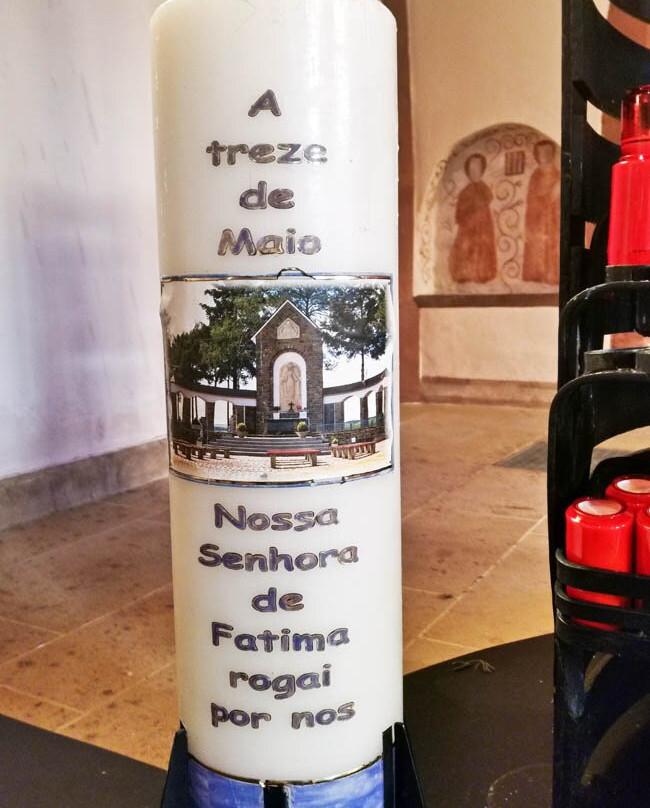 A
treze
de
Maio
Nossa
Senhora
de
Fatima
rogai
por nos